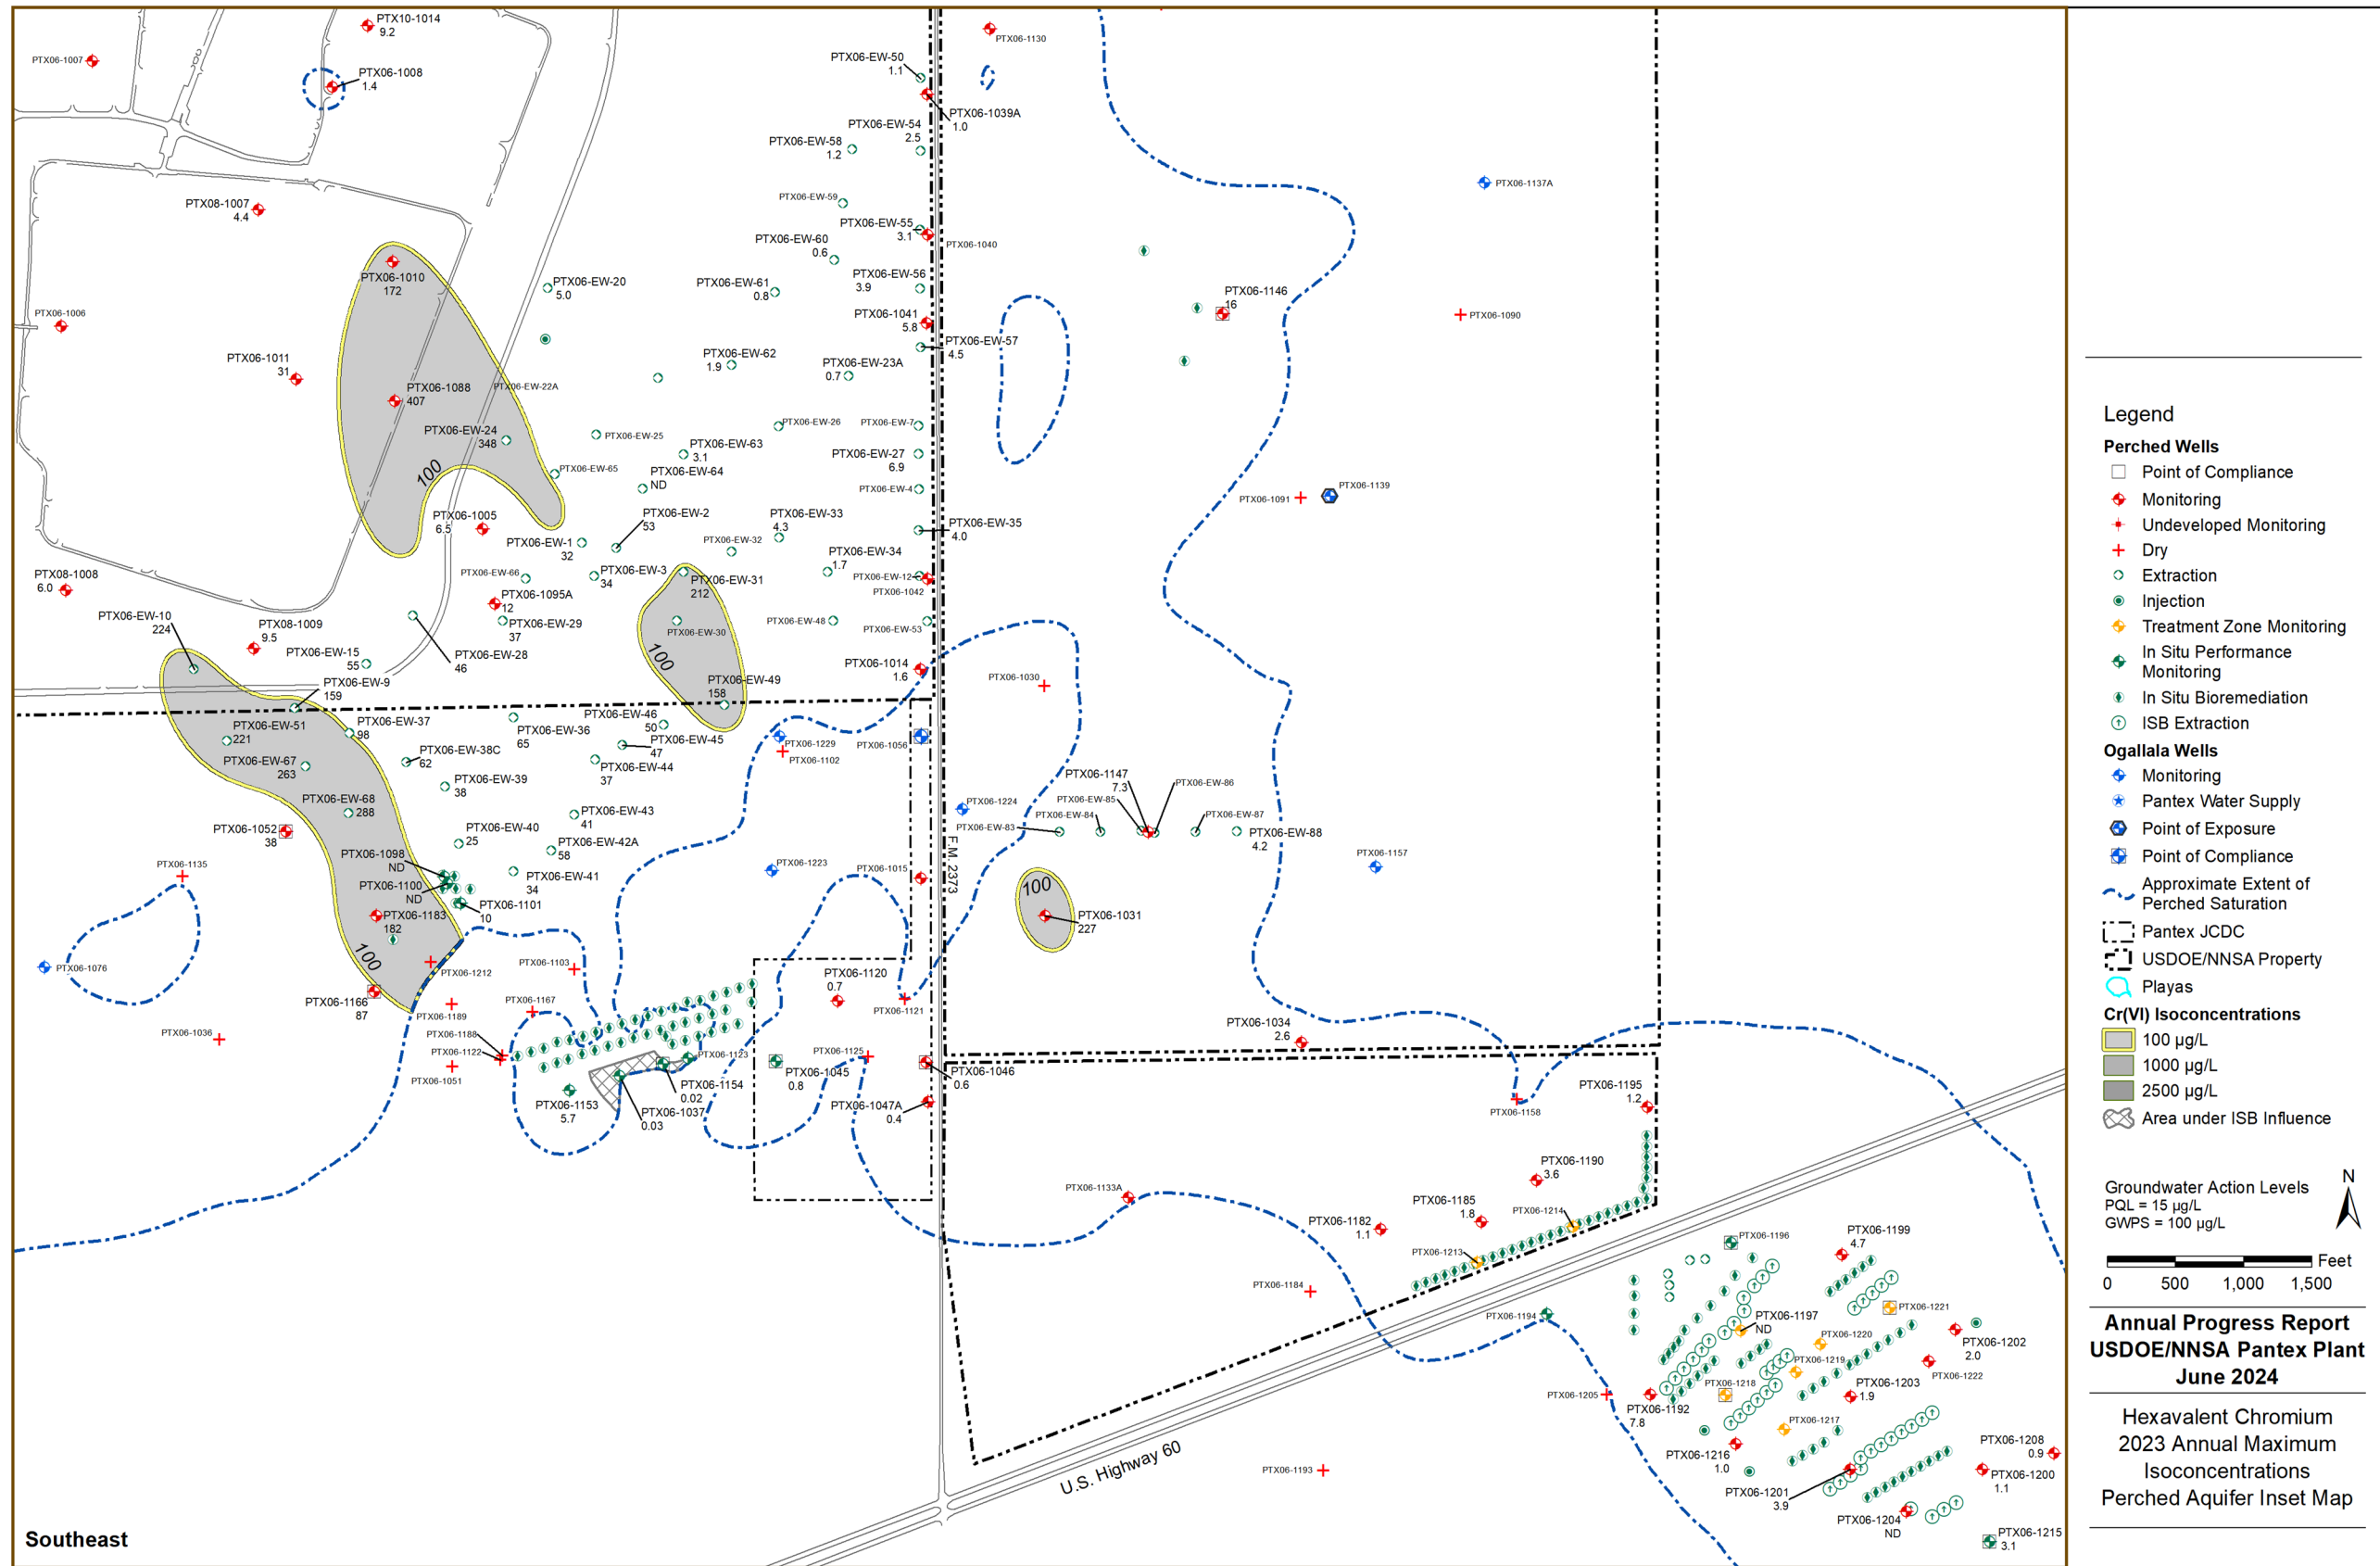 PTX10-1014
9.2
PTX06-1007
PTX06-1008
1.4
PTX06-1130
PTX06-EW-50
1.1
PTX06-1039A
1.0
PTX06-EW-54
2.5
PTX06-EW-58
1.2
PTX06-1137A
PTX06-EW-59
PTX08-1007
4.4
PTX06-EW-55
3.1
PTX06-1040
PTX06-EW-60
0.6
PTX06-1010
172
PTX06-EW-20
5.0
PTX06-EW-61
0.8
PTX06-EW-56
3.9
PTX06-1146
16
PTX06-1006
PTX06-1041
5.8
PTX06-1090
PTX06-EW-57
4.5
PTX06-1011
31
PTX06-EW-62
1.9
PTX06-EW-23A
0.7
PTX06-1088
407
PTX06-EW-22A
PTX06-EW-24
348
PTX06-EW-25
PTX06-EW-26
PTX06-EW-7
PTX06-EW-63
3.1
PTX06-EW-27
6.9
100
PTX06-EW-65
PTX06-EW-64
ND
PTX06-EW-4
PTX06-1091
PTX06-1139
PTX06-1005
6.5
PTX06-EW-2
53
PTX06-EW-33
4.3
PTX06-EW-35
4.0
PTX06-EW-1
32
PTX06-EW-32
PTX06-EW-34
1.7
PTX08-1008
6.0
PTX06-EW-66
PTX06-EW-3
34
PTX06-EW-31
212
PTX06-EW-12
PTX06-1042
PTX06-1095A
12
PTX06-EW-10
224
PTX08-1009
9.5
PTX06-EW-29
37
PTX06-EW-30
PTX06-EW-48
PTX06-EW-53
PTX06-EW-15
55
PTX06-EW-28
46
100
PTX06-1014
1.6
PTX06-1030
PTX06-EW-9
159
PTX06-EW-49
158
PTX06-EW-51
221
PTX06-EW-37
98
PTX06-EW-36
65
PTX06-EW-46
50
PTX06-EW-45
47
PTX06-1229
PTX06-1102
PTX06-1056
PTX06-EW-67
263
PTX06-EW-38C
62
PTX06-EW-44
37
PTX06-EW-39
38
PTX06-1147
7.3
PTX06-EW-86
PTX06-EW-85
PTX06-EW-84
PTX06-EW-87
PTX06-EW-68
288
PTX06-EW-43
41
PTX06-1224
PTX06-EW-83
PTX06-EW-88
4.2
PTX06-1052
38
PTX06-EW-40
25
PTX06-EW-42A
58
F.M. 2373
PTX06-1135
PTX06-1098
ND
PTX06-EW-41
34
PTX06-1223
PTX06-1015
PTX06-1157
PTX06-1100
ND
100
PTX06-1101
10
PTX06-1183
182
PTX06-1031
227
100
PTX06-1076
PTX06-1212
PTX06-1103
PTX06-1120
0.7
PTX06-1166
87
PTX06-1189
PTX06-1167
PTX06-1121
PTX06-1036
PTX06-1188
PTX06-1122
PTX06-1051
PTX06-1123
PTX06-1125
PTX06-1034
2.6
PTX06-1045
0.8
PTX06-1046
0.6
PTX06-1154
0.02
PTX06-1153
5.7
PTX06-1037
0.03
PTX06-1047A
0.4
PTX06-1158
PTX06-1195
1.2
PTX06-1190
3.6
PTX06-1133A
PTX06-1185
1.8
PTX06-1214
PTX06-1182
1.1
PTX06-1213
PTX06-1196
PTX06-1199
4.7
PTX06-1184
PTX06-1194
PTX06-1197
ND
PTX06-1221
PTX06-1220
PTX06-1202
2.0
PTX06-1219
PTX06-1222
PTX06-1205
PTX06-1218
PTX06-1203
1.9
PTX06-1192
7.8
PTX06-1217
PTX06-1216
1.0
PTX06-1208
0.9
PTX06-1193
U.S. Highway 60
PTX06-1200
1.1
PTX06-1201
3.9
PTX06-1204
ND
PTX06-1215
3.1
Southeast
Legend
Perched Wells
Point of Compliance
Monitoring
Undeveloped Monitoring
Dry
Extraction
Injection
Treatment Zone Monitoring
In Situ Performance
Monitoring
In Situ Bioremediation
ISB Extraction
Ogallala Wells
Monitoring
Pantex Water Supply
Point of Exposure
Point of Compliance
Approximate Extent of
Perched Saturation
Pantex JCDC
USDOE/NNSA Property
Playas
Cr(VI) Isoconcentrations
100 µg/L
1000 µg/L
2500 µg/L
Area under ISB Influence
Groundwater Action Levels
PQL = 15 µg/L
GWPS = 100 µg/L
N
Feet
0 500 1,000 1,500
Annual Progress Report
USDOE/NNSA Pantex Plant
June 2024
Hexavalent Chromium
2023 Annual Maximum
Isoconcentrations
Perched Aquifer Inset Map